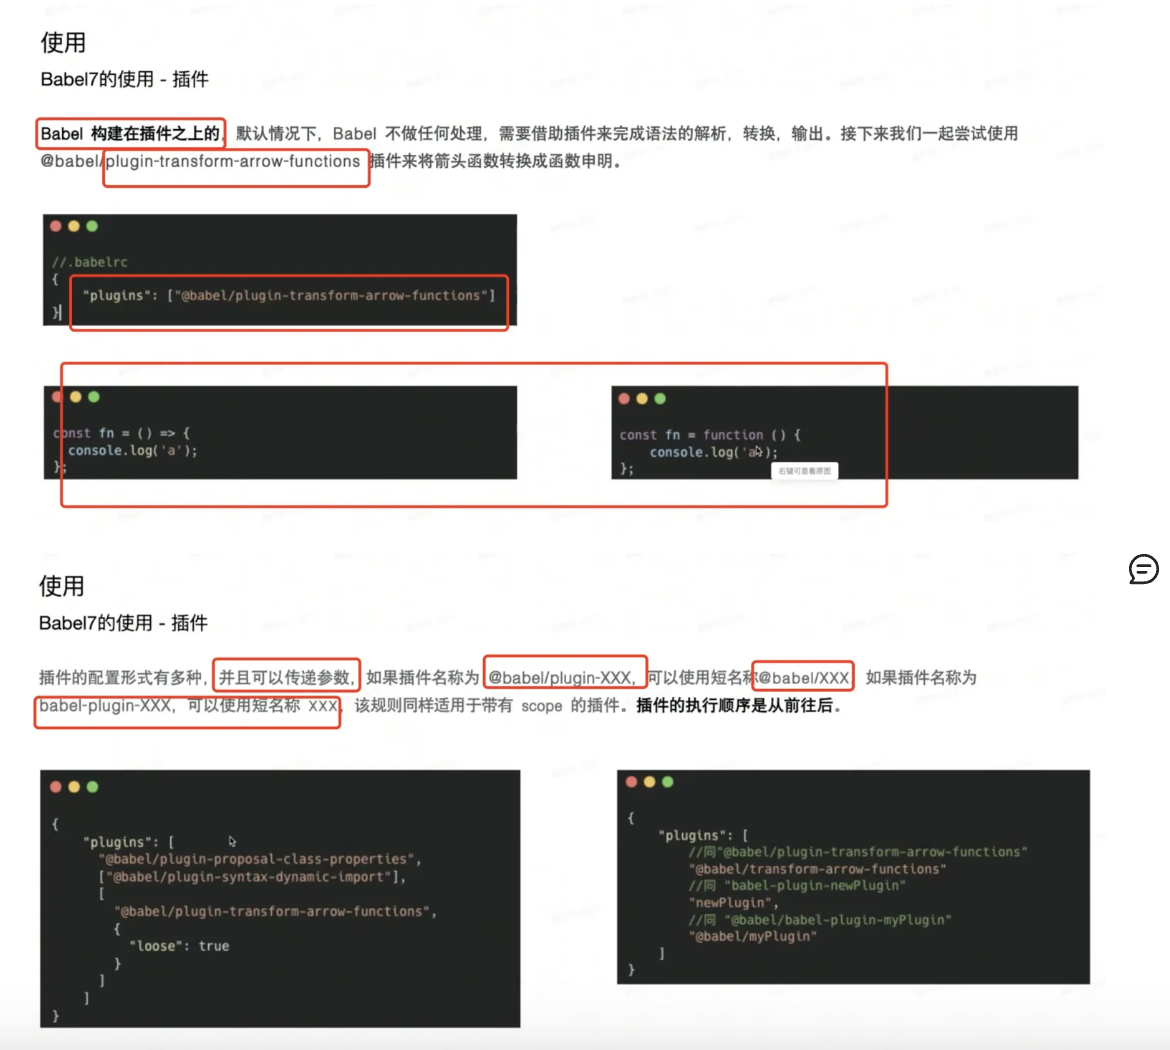 使用
Babel7的使用 - 插件
Babel 构建在插件之上的，默认情况下，Babel 不做任何处理，需要借助插件来完成语法的解析，转换，输出。接下来我们一起尝试使用
@babel/plugin-transform-arrow-functions 插件来将箭头函数转换成函数申明。
//.babelrc
{
"plugins": ["@babel/plugin-transform-arrow-functions"]
}
const fn = () => {
console.log('a');
};
const fn = function () {
console.log('a');
};
右键可查看原图
使用
Babel7的使用 - 插件
插件的配置形式有多种，并且可以传递参数，如果插件名称为 @babel/plugin-XXX，可以使用短名称@babel/XXX 如果插件名称为
babel-plugin-XXX，可以使用短名称 XXX，该规则同样适用于带有 scope 的插件。插件的执行顺序是从前往后。
{
"plugins": [
"@babel/plugin-proposal-class-properties",
["@babel/plugin-syntax-dynamic-import"],
[
"@babel/plugin-transform-arrow-functions",
{
"loose": true
}
]
]
}
{
"plugins": [
//同"@babel/plugin-transform-arrow-functions"
"@babel/transform-arrow-functions"
//同 "babel-plugin-newPlugin"
"newPlugin",
//同 "@babel/babel-plugin-myPlugin"
"@babel/myPlugin"
]
}